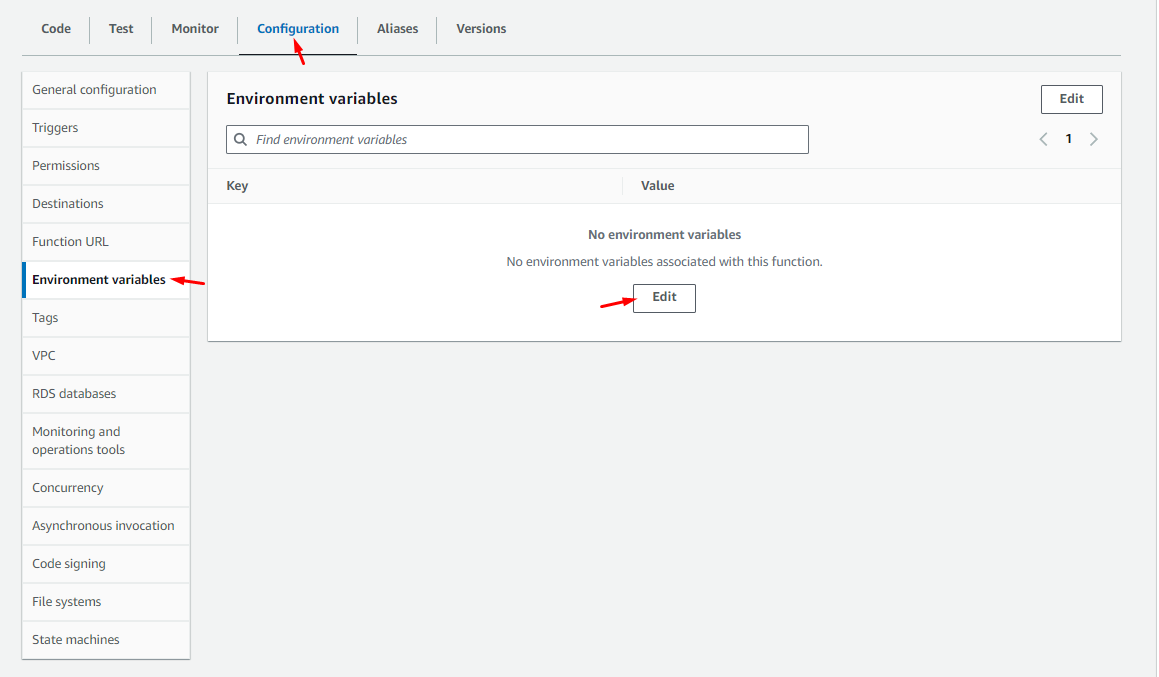 Code
Test
Monitor
Configuration
Aliases
Versions
General configuration
Triggers
Permissions
Destinations
Function URL
Environment variables
Tags
VPC
RDS databases
Monitoring and
operations tools
Concurrency
Asynchronous invocation
Code signing
File systems
State machines
Environment variables
Edit
Find environment variables
1
Key
Value
No environment variables
No environment variables associated with this function.
Edit